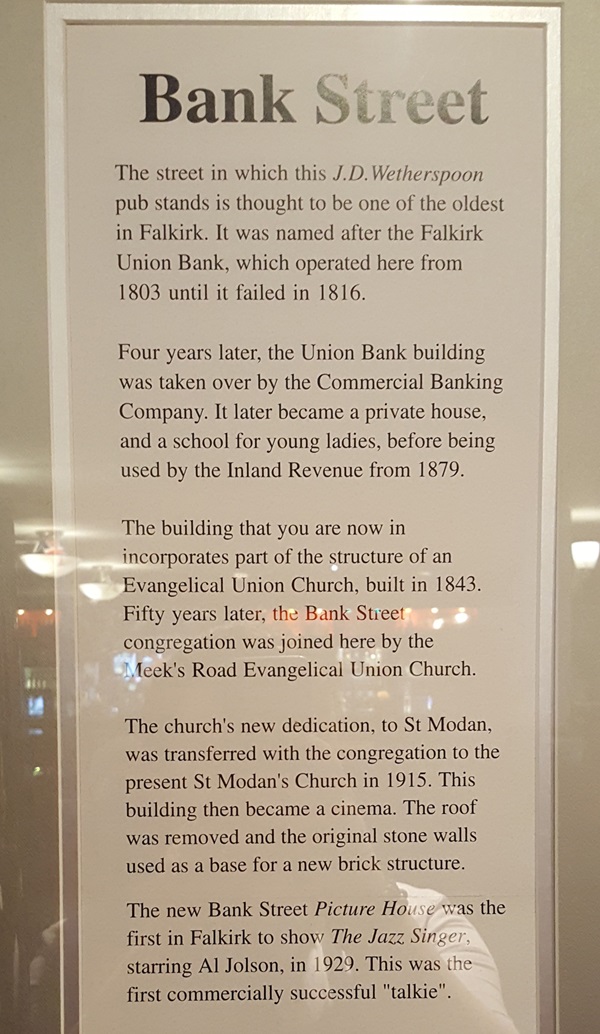 Bank Street
The street in which this J.D.Wetherspoon
pub stands is thought to be one of the oldest
in Falkirk. It was named after the Falkirk
Union Bank, which operated here from
1803 until it failed in 1816.
Four years later, the Union Bank building
was taken over by the Commercial Banking
Company. It later became a private house,
and a school for young ladies, before being
used by the Inland Revenue from 1879.
The building that you are now in
incorporates part of the structure of an
Evangelical Union Church, built in 1843.
Fifty years later, the Bank Street
congregation was joined here by the
Meek's Road Evangelical Union Church.
The church's new dedication, to St Modan,
was transferred with the congregation to the
present St Modan's Church in 1915. This
building then became a cinema. The roof
was removed and the original stone walls
used as a base for a new brick structure.
The new Bank Street Picture House was the
first in Falkirk to show The Jazz Singer,
starring Al Jolson, in 1929. This was the
first commercially successful "talkie".